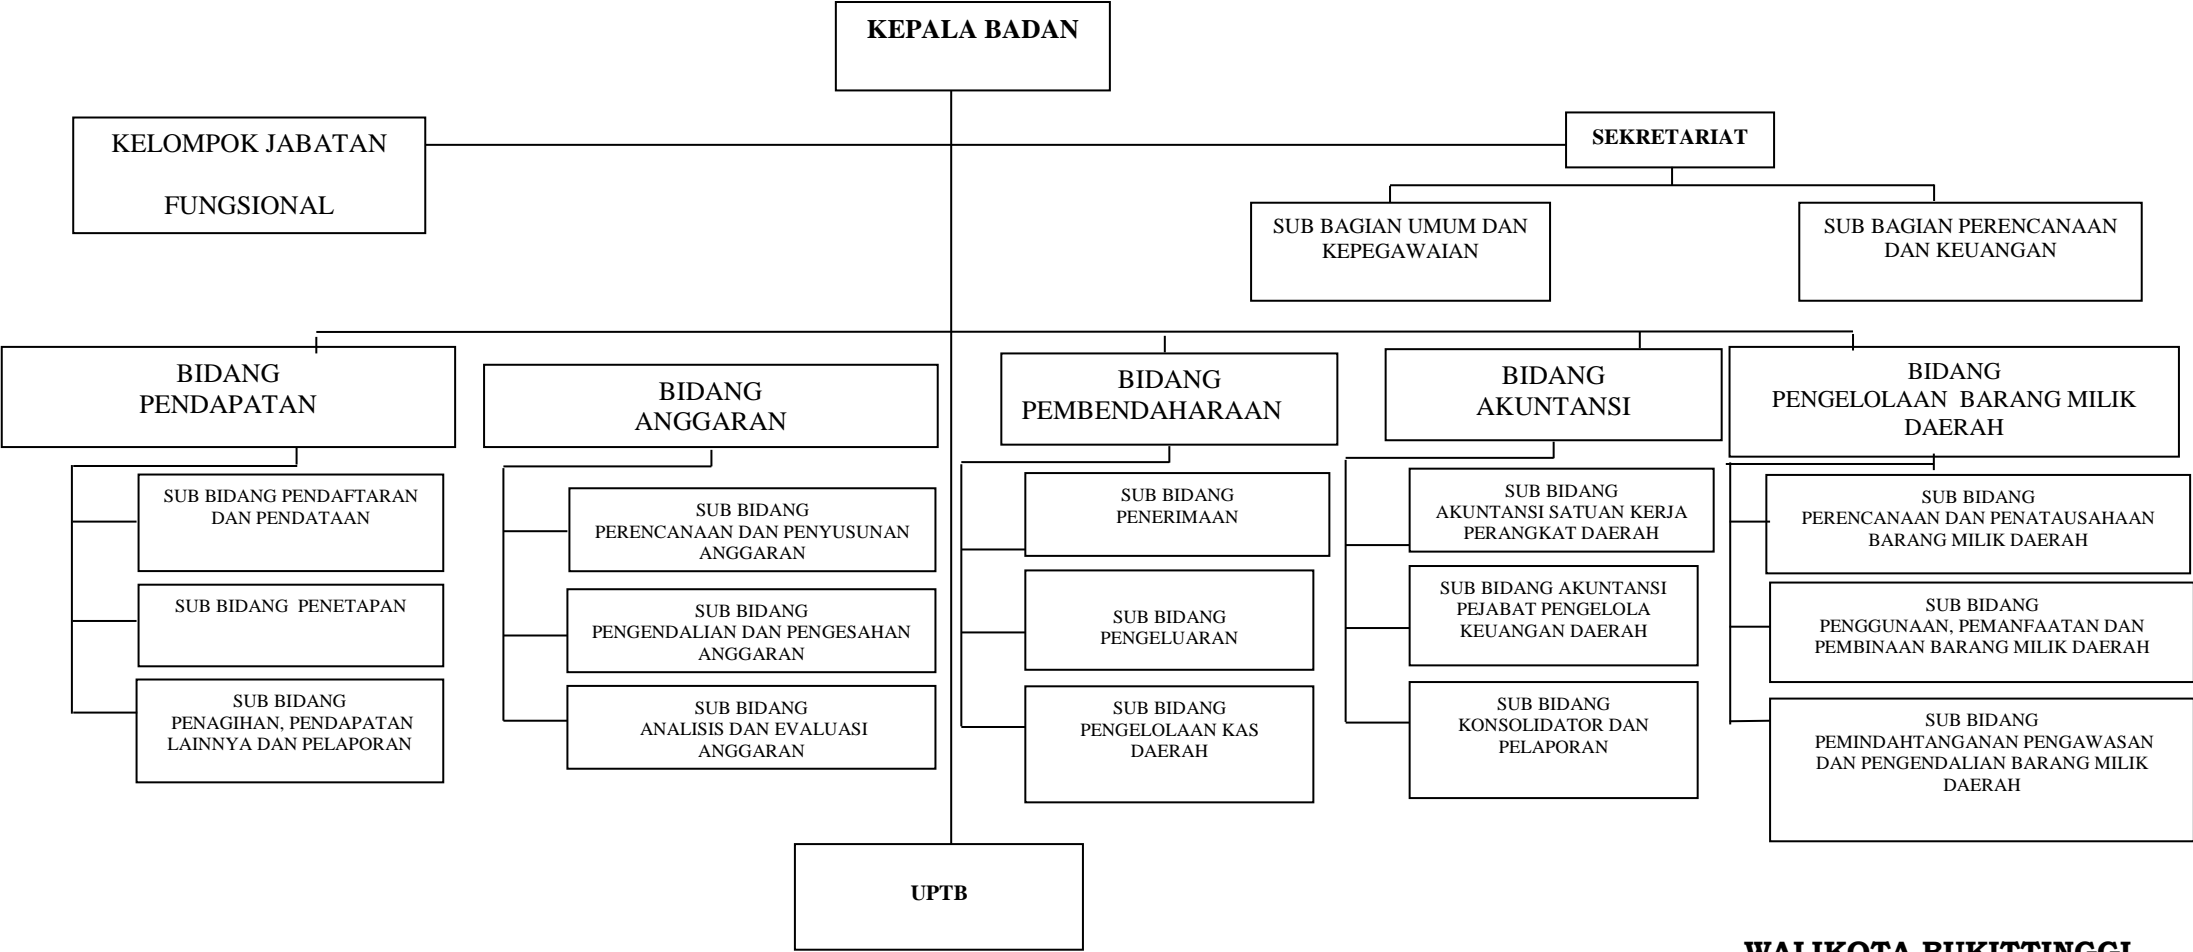 KEPALA BADAN
KELOMPOK JABATAN
FUNGSIONAL
SEKRETARIAT
SUB BAGIAN UMUM DAN
KEPEGAWAIAN
SUB BAGIAN PERENCANAAN
DAN KEUANGAN
BIDANG
PENDAPATAN
BIDANG
ANGGARAN
BIDANG
PEMBENDAHARAAN
BIDANG
AKUNTANSI
BIDANG
PENGELOLAAN BARANG MILIK
DAERAH
SUB BIDANG PENDAFTARAN
DAN PENDATAAN
SUB BIDANG PENETAPAN
SUB BIDANG
PENAGIHAN, PENDAPATAN
LAINNYA DAN PELAPORAN
SUB BIDANG
PERENCANAAN DAN PENYUSUNAN
ANGGARAN
SUB BIDANG
PENGENDALIAN DAN PENGESAHAN
ANGGARAN
SUB BIDANG
ANALISIS DAN EVALUASI
ANGGARAN
SUB BIDANG
PENERIMAAN
SUB BIDANG
PENGELUARAN
SUB BIDANG
PENGELOLAAN KAS
DAERAH
SUB BIDANG
AKUNTANSI SATUAN KERJA
PERANGKAT DAERAH
SUB BIDANG AKUNTANSI
PEJABAT PENGELOLA
KEUANGAN DAERAH
SUB BIDANG
KONSOLIDATOR DAN
PELAPORAN
SUB BIDANG
PERENCANAAN DAN PENATAUSAHAAN
BARANG MILIK DAERAH
SUB BIDANG
PENGGUNAAN, PEMANFAATAN DAN
PEMBINAAN BARANG MILIK DAERAH
SUB BIDANG
PEMINDAHTANGANAN PENGAWASAN
DAN PENGENDALIAN BARANG MILIK
DAERAH
UPTB
WALIKOTA BUKITTINGGI